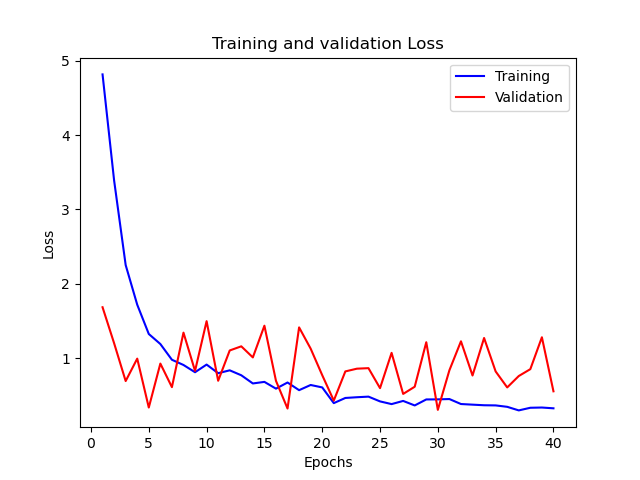 Training and validation Loss
Training
Validation
Loss
5
4
3
2
1
0 5 10 15 20 25 30 35 40
Epochs